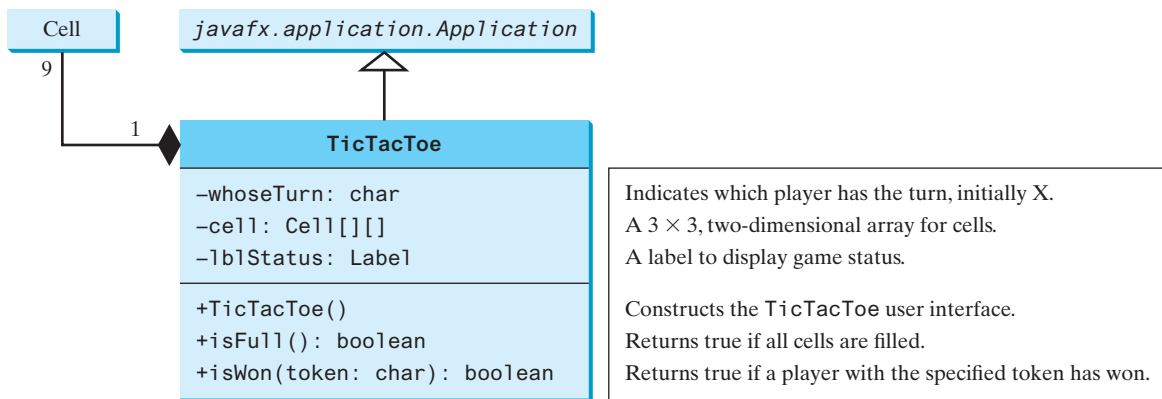 Cell
javafx.application.Application
9
1
TicTacToe
–whoseTurn: char
–cell: Cell[][]
–lblStatus: Label
+TicTacToe()
+isFull(): boolean
+isWon(token: char): boolean
Indicates which player has the turn, initially X.
A 3 × 3, two-dimensional array for cells.
A label to display game status.
Constructs the TicTacToe user interface.
Returns true if all cells are filled.
Returns true if a player with the specified token has won.